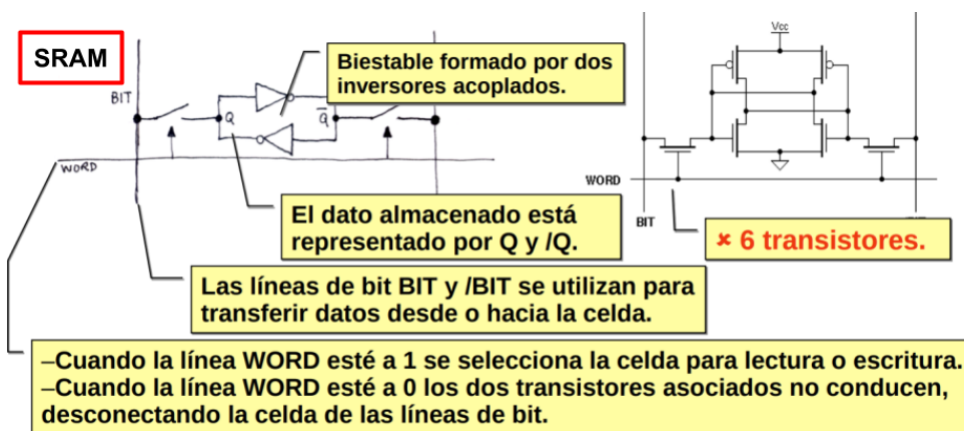 SRAM
BIT
Q
Q̅
WORD
Biestable formado por dos
inversores acoplados.
El dato almacenado está
representado por Q y /Q.
Las líneas de bit BIT y /BIT se utilizan para
transferir datos desde o hacia la celda.
–Cuando la línea WORD esté a 1 se selecciona la celda para lectura o escritura.
–Cuando la línea WORD esté a 0 los dos transistores asociados no conducen,
desconectando la celda de las líneas de bit.
Vcc
WORD
BIT
× 6 transistores.